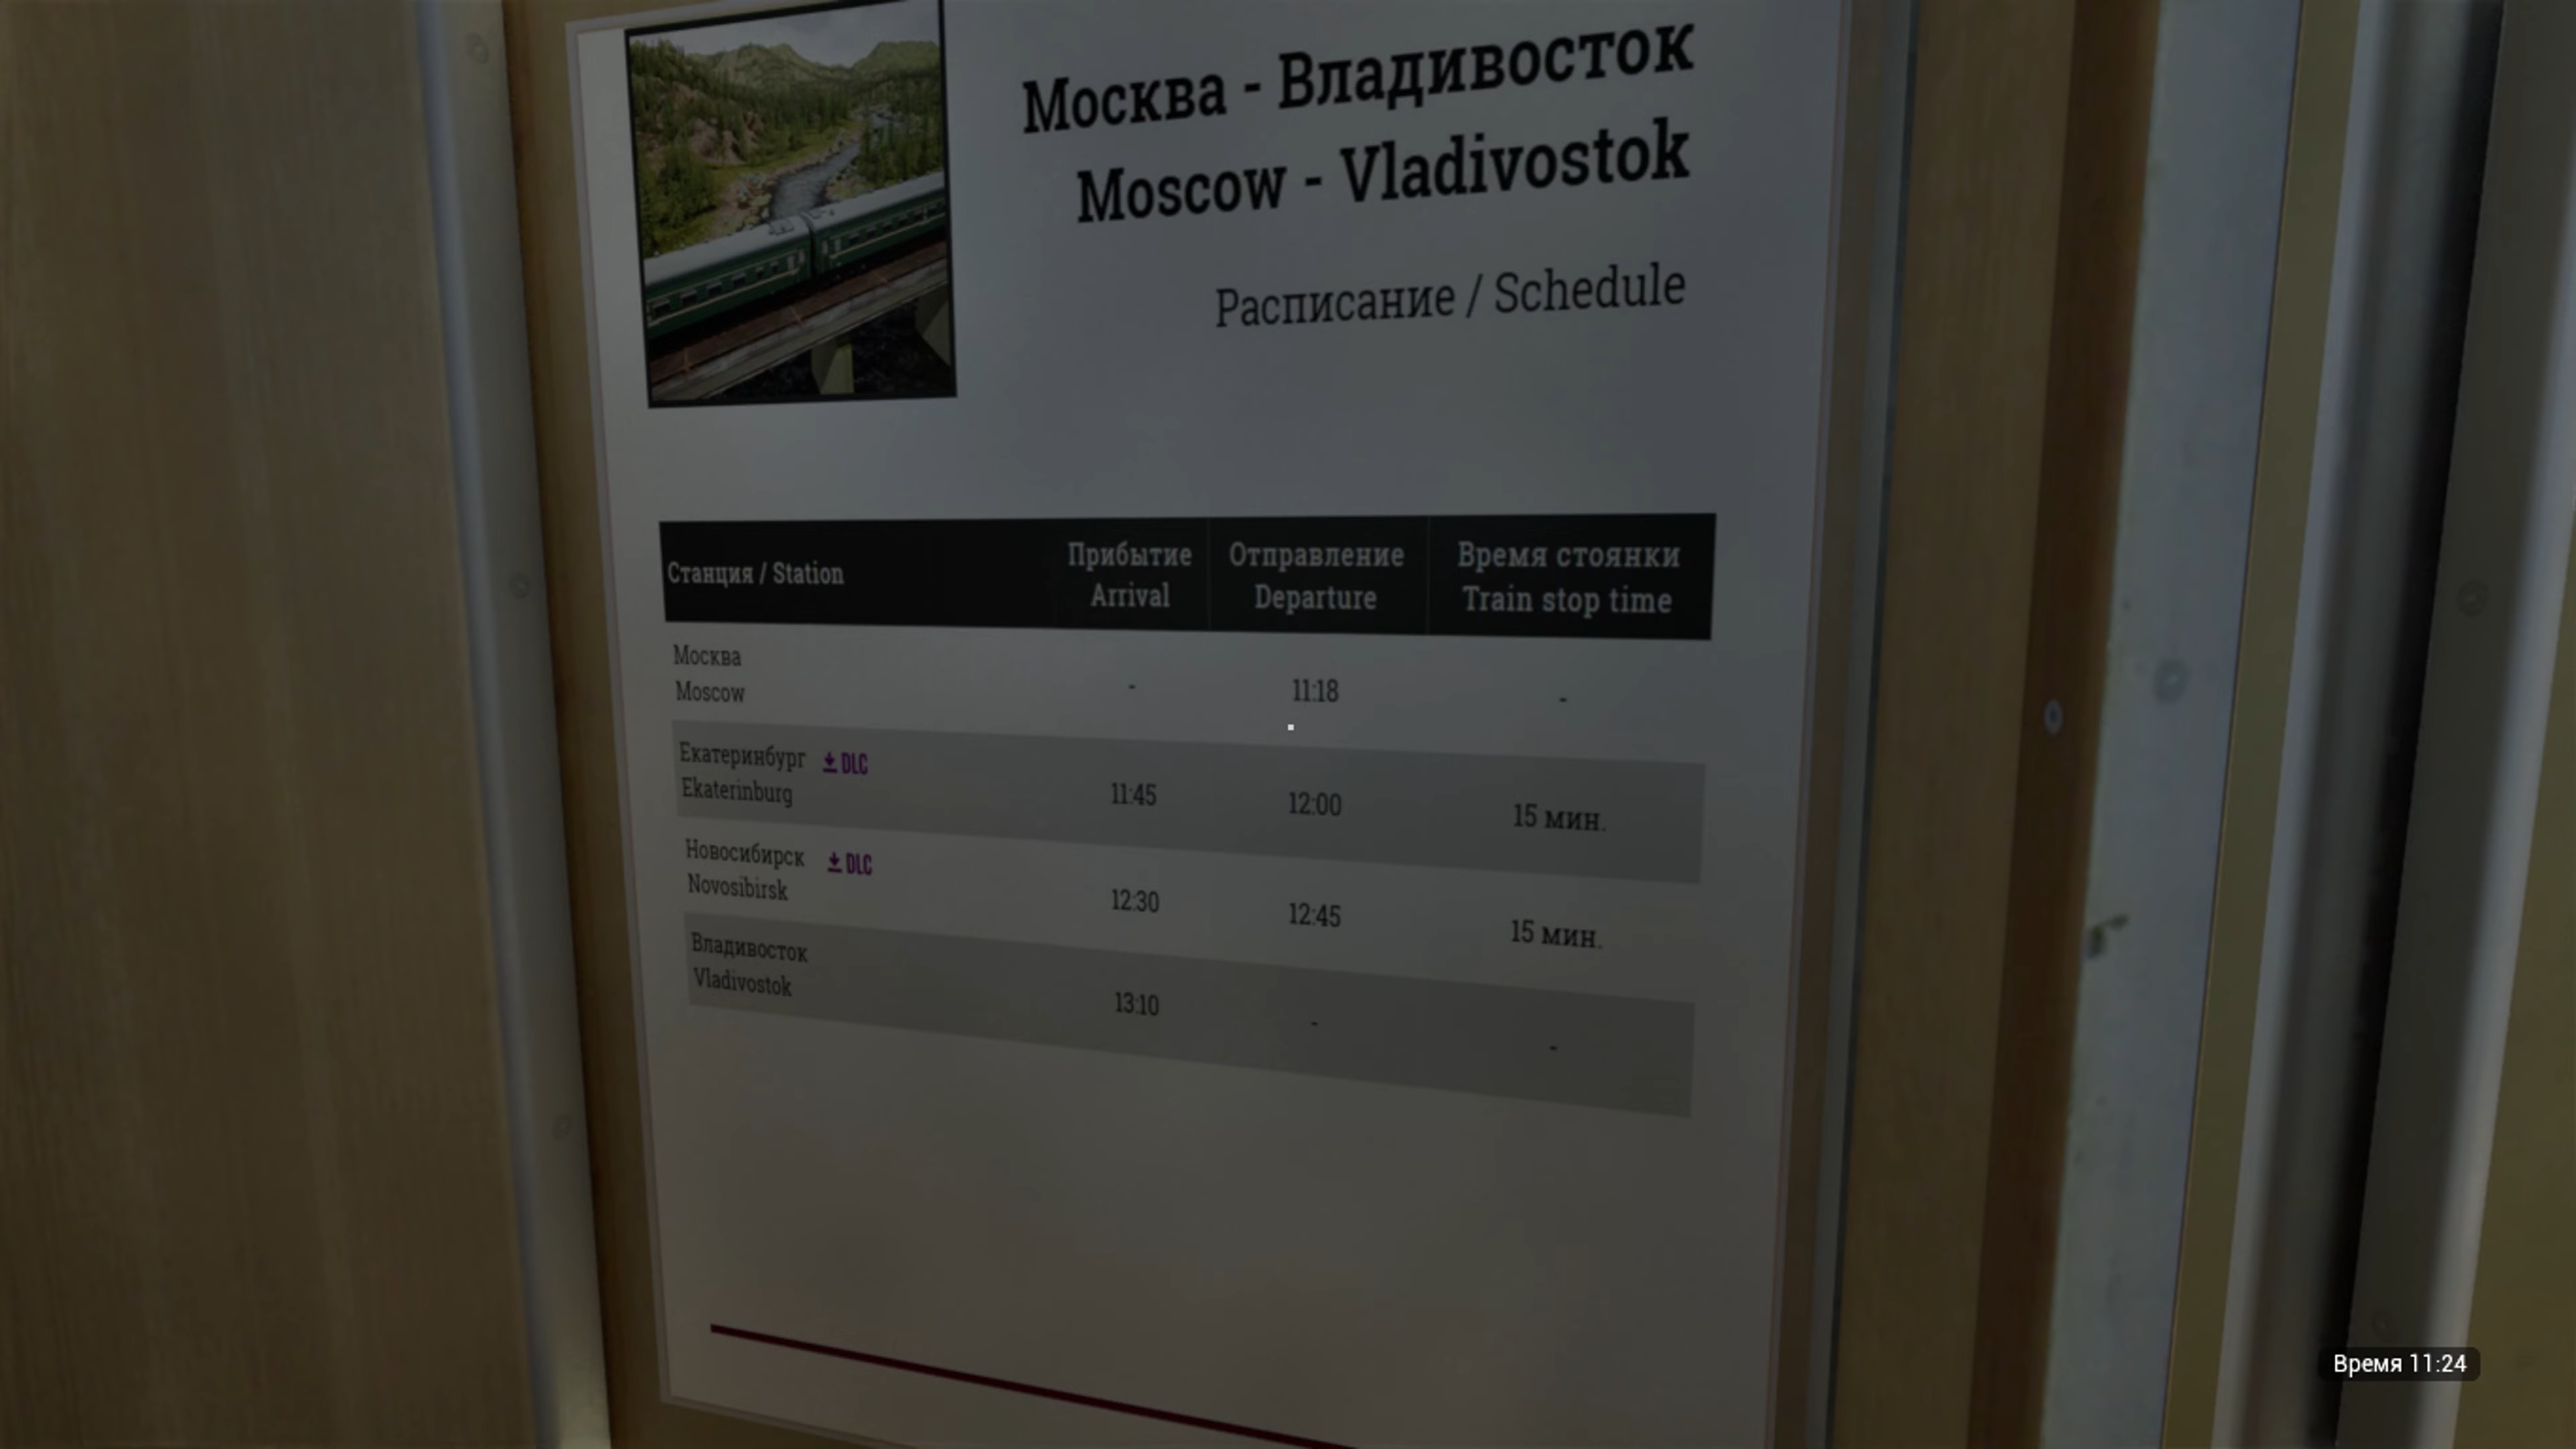 Москва - Владивосток
Moscow - Vladivostok
Расписание / Schedule
Станция / Station
Прибытие
Arrival
Отправление
Departure
Время стоянки
Train stop time
Москва
Moscow
-
11:18
-
Екатеринбург DLC
Ekaterinburg
11:45
12:00
15 мин.
Новосибирск DLC
Novosibirsk
12:30
12:45
15 мин.
Владивосток
Vladivostok
13:10
-
-
Время 11:24